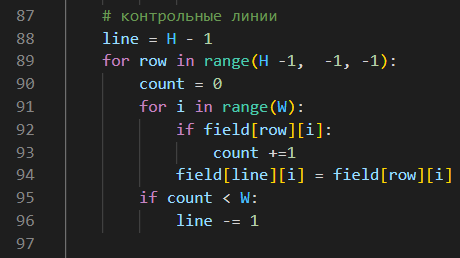 87 # контрольные линии
88 line = H - 1
89 for row in range(H -1,  -1, -1):
90 count = 0
91 for i in range(W):
92 if field[row][i]:
93 count +=1
94 field[line][i] = field[row][i]
95 if count < W:
96 line -= 1
97